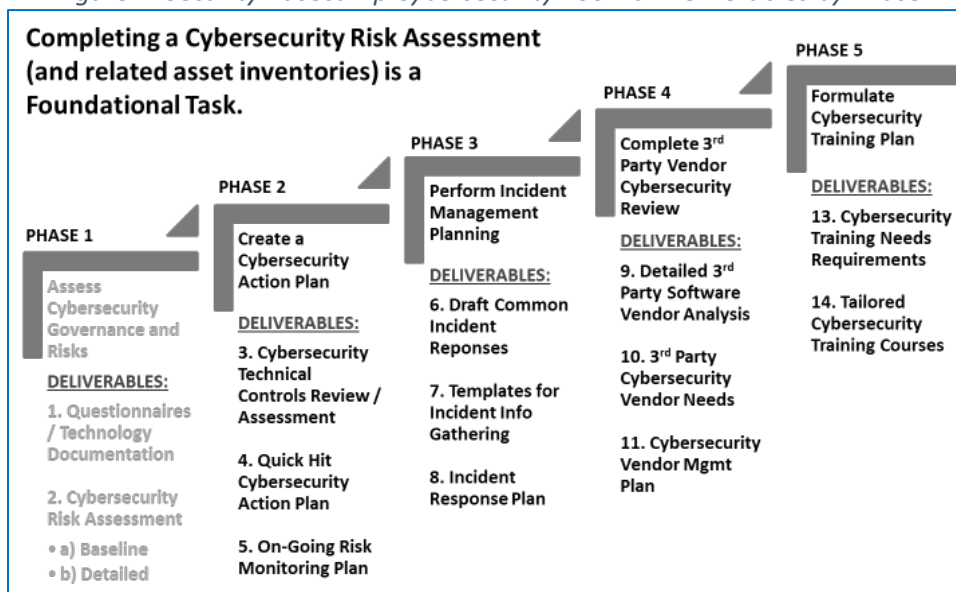 Completing a Cybersecurity Risk Assessment
(and related asset inventories) is a
Foundational Task.
PHASE 1
Assess
Cybersecurity
Governance and
Risks
DELIVERABLES:
1. Questionnaires
/ Technology
Documentation
2. Cybersecurity
Risk Assessment
• a) Baseline
• b) Detailed
PHASE 2
Create a
Cybersecurity
Action Plan
DELIVERABLES:
3. Cybersecurity
Technical
Controls Review /
Assessment
4. Quick Hit
Cybersecurity
Action Plan
5. On-Going Risk
Monitoring Plan
PHASE 3
Perform Incident
Management
Planning
DELIVERABLES:
6. Draft Common
Incident
Reponses
7. Templates for
Incident Info
Gathering
8. Incident
Response Plan
PHASE 4
Complete 3rd
Party Vendor
Cybersecurity
Review
DELIVERABLES:
9. Detailed 3rd
Party Software
Vendor Analysis
10. 3rd Party
Cybersecurity
Vendor Needs
11. Cybersecurity
Vendor Mgmt
Plan
PHASE 5
Formulate
Cybersecurity
Training Plan
DELIVERABLES:
13. Cybersecurity
Training Needs
Requirements
14. Tailored
Cybersecurity
Training Courses